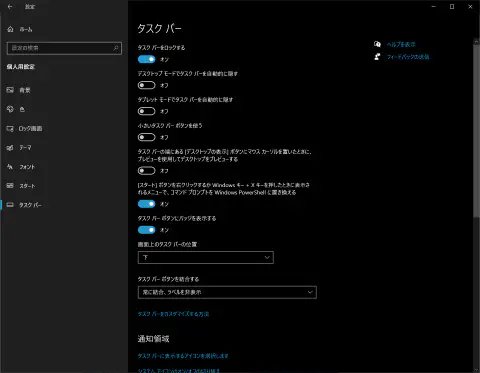 設定
ホーム
設定の検索
個人用設定
背景
色
ロック画面
テーマ
フォント
スタート
タスク バー
タスク バー
タスク バーをロックする
オン
デスクトップ モードでタスク バーを自動的に隠す
オフ
タブレット モードでタスク バーを自動的に隠す
オフ
小さいタスク バー ボタンを使う
オフ
タスク バーの端にある [デスクトップの表示] ボタンにマウス カーソルを置いたときに、
プレビューを使用してデスクトップをプレビューする
オフ
[スタート] ボタンを右クリックするか Windows キー + X キーを押したときに表示さ
れるメニューで、コマンド プロンプトを Windows PowerShell に置き換える
オン
タスク バー ボタンにバッジを表示する
オン
画面上のタスク バーの位置
下
タスク バー ボタンを結合する
常に結合、ラベルを非表示
タスク バーをカスタマイズする方法
通知領域
タスク バーに表示するアイコンを選択します
システム アイコンのオン/オフの切り替え
ヘルプを表示
フィードバックの送信